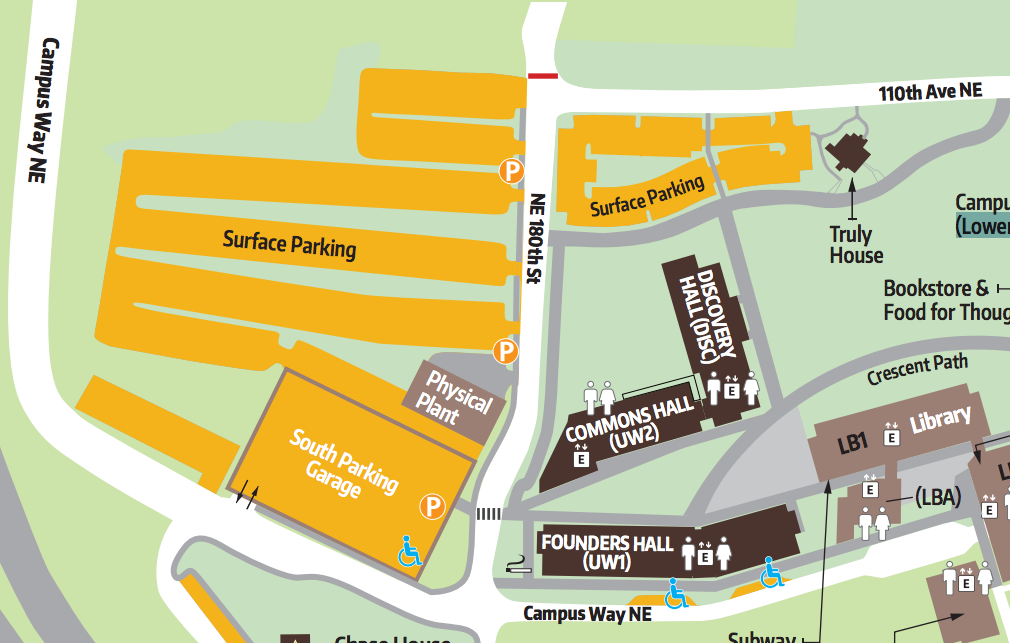 Campus Way NE
110th Ave NE
P
NE 180th St
Surface Parking
Surface Parking
Truly
House
Campu
(Lower
Bookstore &
Food for Thoug
DISCOVERY
HALL (DISC)
Crescent Path
P
Physical
Plant
E
COMMONS HALL
(UW2)
E
LB1
E
Library
South Parking
Garage
P
E
(LBA)
E
FOUNDERS HALL
(UW1)
E
E
Campus Way NE
Chase House
Subway